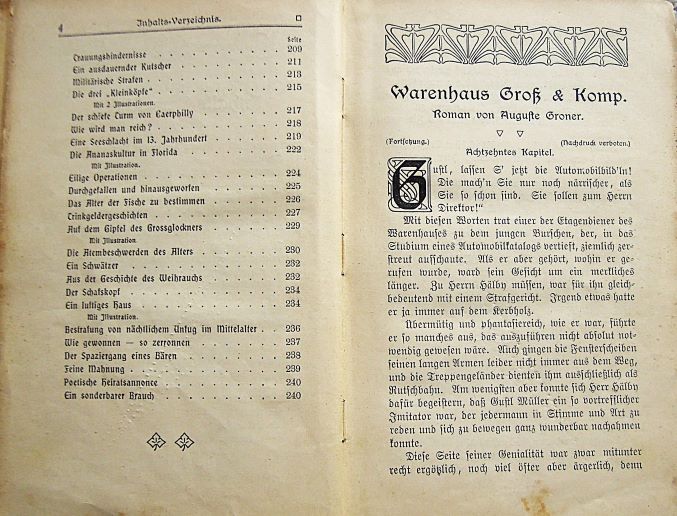 4 Inhalts-Verzeichnis.
Seite
Trauungshindernisse 209
Ein ausdauernder Kutscher 211
Militärische Strafen 213
Die drei „Kleinköpfe“ 215
Mit 2 Illustrationen.
Der schiefe Turm von Caerphilly 217
Wie wird man reich? 218
Eine Seeschlacht im 13. Jahrhundert 219
Die Ananaskultur in Florida 222
Mit Illustration.
Eilige Operationen 224
Durchgefallen und hinausgeworfen 225
Das Alter der Fische zu bestimmen 226
Trinkgeldergeschichten 227
Auf dem Gipfel des Grossglockners 229
Mit Illustration.
Die Atembeschwerden des Alters 230
Ein Schwätzer 232
Aus der Geschichte des Weihrauchs 232
Der Schafskopf 234
Ein luftiges Haus 234
Mit Illustration.
Bestrafung von nächtlichem Unfug im Mittelalter 236
Wie gewonnen — so zerronnen 237
Der Spaziergang eines Bären 238
Feine Mahnung 239
Poetische Heiratsannonce 240
Ein sonderbarer Brauch 240
Warenhaus Groß & Komp.
Roman von Auguste Groner.
(Fortsetzung.) (Nachdruck verboten.)
Achtzehntes Kapitel.
Gustl, lassen S' jetzt die Automobilbild'ln!
Die mach'n Sie nur noch närrischer, als
Sie so schon sind. Sie sollen zum Herrn
Direktor!“
Mit diesen Worten trat einer der Etagendiener des
Warenhauses zu dem jungen Burschen, der, in das
Studium eines Automobilkatalogs vertieft, ziemlich zer-
streut aufschaute. Als er aber gehört, wohin er ge-
rufen wurde, ward sein Gesicht um ein merkliches
länger. Zu Herrn Hälby müssen, war für ihn gleich-
bedeutend mit einem Strafgericht. Irgend etwas hatte
er ja immer auf dem Kerbholz.
Übermütig und phantasiereich, wie er war, führte
er so manches aus, das auszuführen nicht absolut not-
wendig gewesen wäre. Auch gingen die Fensterscheiben
seinen langen Armen leider nicht immer aus dem Weg,
und die Treppengeländer dienten ihm ausschließlich als
Rutschbahn. Am wenigsten aber konnte sich Herr Hälby
dafür begeistern, daß Gustl Müller ein so vortrefflicher
Imitator war, der jedermann in Stimme und Art zu
reden und sich zu bewegen ganz wunderbar nachahmen
konnte.
Diese Seite seiner Genialität war zwar mitunter
recht ergötzlich, noch viel öfter aber ärgerlich, denn